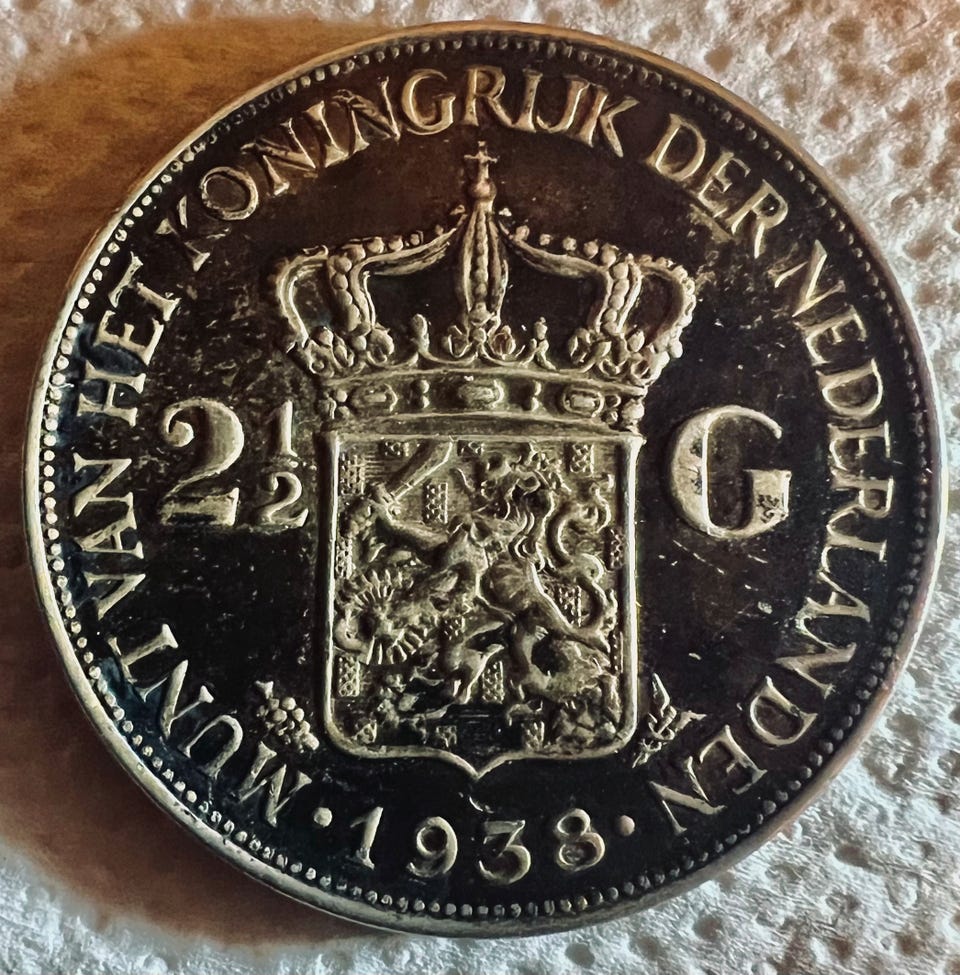 MUNT VAN HET KONINGRIJK DER NEDERLANDEN
2½ G
· 1938 ·